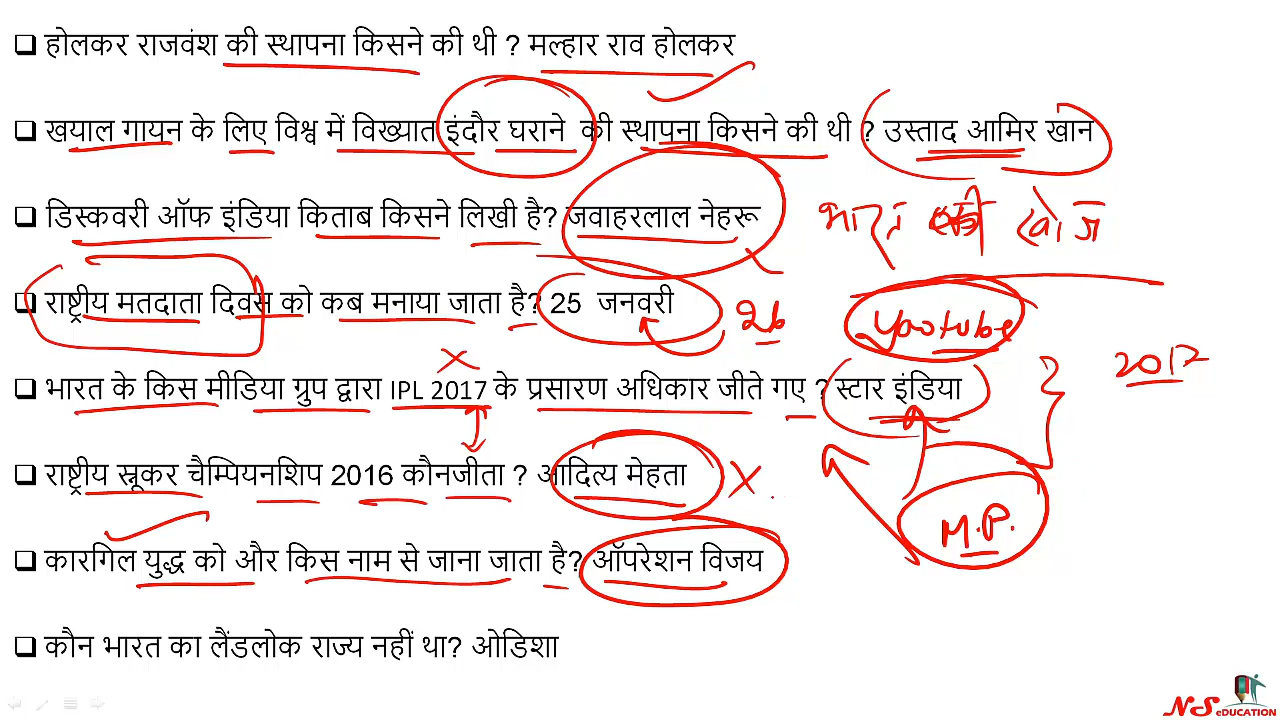 ❑ होलकर राजवंश की स्थापना किसने की थी ? मल्हार राव होलकर
❑ खयाल गायन के लिए विश्व में विख्यात इंदौर घराने की स्थापना किसने की थी ? उस्ताद आमिर खान
❑ डिस्कवरी ऑफ इंडिया किताब किसने लिखी है? जवाहरलाल नेहरू
भारत की खोज
❑ राष्ट्रीय मतदाता दिवस को कब मनाया जाता है? 25 जनवरी
26
Yootube
❑ भारत के किस मीडिया ग्रुप द्वारा IPL 2017 के प्रसारण अधिकार जीते गए ? स्टार इंडिया
2017
❑ राष्ट्रीय स्नूकर चैम्पियनशिप 2016 कौनजीता ? आदित्य मेहता
M.P.
❑ कारगिल युद्ध को और किस नाम से जाना जाता है? ऑपरेशन विजय
❑ कौन भारत का लैंडलोक राज्य नहीं था? ओडिशा
NS eDUCATION